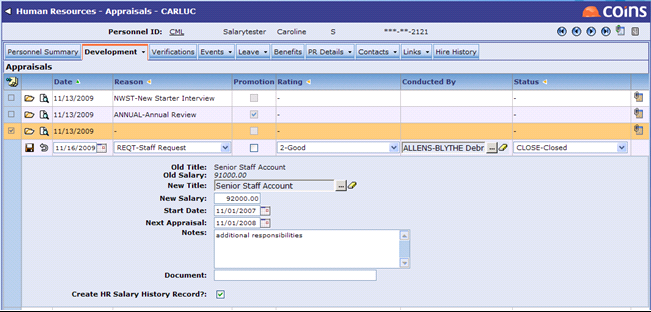 Human Resources - Appraisals - CARLUC
coins
Personnel ID: CML Salarytester Caroline S ***-**-2121
Personnel Summary Development Verifications Events Leave Benefits PR Details Contacts Links Hire History
Appraisals
Date Reason Promotion Rating Conducted By Status
11/13/2009 NWST-New Starter Interview - -
11/13/2009 ANNUAL-Annual Review - -
11/13/2009 - - -
11/16/2009 REQT-Staff Request 2-Good ALLENS-BLYTHE Debr ... CLOSE-Closed
Old Title: Senior Staff Account
Old Salary: 91000.00
New Title: Senior Staff Account ...
New Salary: 92000.00
Start Date: 11/01/2007
Next Appraisal: 11/01/2008
Notes: additional responsibilities
Document:
Create HR Salary History Record?: